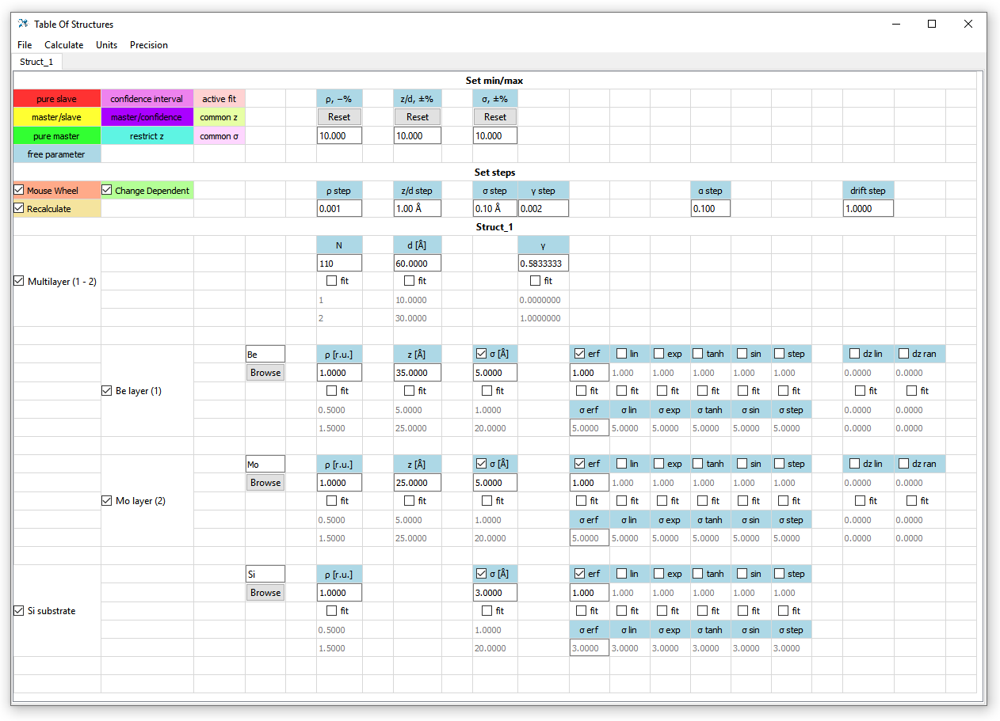 Table Of Structures
File Calculate Units Precision
Struct_1
Set min/max
pure slave confidence interval active fit ρ, −% z/d, ±% σ, ±%
master/slave master/confidence common z Reset Reset Reset
pure master restrict z common σ 10.000 10.000 10.000
free parameter
Set steps
Mouse Wheel Change Dependent ρ step z/d step σ step γ step α step drift step
Recalculate 0.001 1.00 Å 0.10 Å 0.002 0.100 1.0000
Struct_1
N d [Å] γ
110 60.0000 0.5833333
Multilayer (1 - 2) fit fit fit
1 10.0000 0.0000000
2 30.0000 1.0000000
Be ρ [r.u.] z [Å] σ [Å] erf lin exp tanh sin step dz lin dz ran
Browse 1.0000 35.0000 5.0000 1.000 1.000 1.000 1.000 1.000 1.000 0.0000 0.0000
Be layer (1) fit fit fit fit fit fit fit fit fit fit fit
0.5000 5.0000 1.0000 σ erf σ lin σ exp σ tanh σ sin σ step 0.0000 0.0000
1.5000 25.0000 20.0000 5.0000 5.0000 5.0000 5.0000 5.0000 5.0000 0.0000 0.0000
Mo ρ [r.u.] z [Å] σ [Å] erf lin exp tanh sin step dz lin dz ran
Browse 1.0000 25.0000 5.0000 1.000 1.000 1.000 1.000 1.000 1.000 0.0000 0.0000
Mo layer (2) fit fit fit fit fit fit fit fit fit fit fit
0.5000 5.0000 1.0000 σ erf σ lin σ exp σ tanh σ sin σ step 0.0000 0.0000
1.5000 25.0000 20.0000 5.0000 5.0000 5.0000 5.0000 5.0000 5.0000 0.0000 0.0000
Si ρ [r.u.] σ [Å] erf lin exp tanh sin step
Browse 1.0000 3.0000 1.000 1.000 1.000 1.000 1.000 1.000
Si substrate fit fit fit fit fit fit fit fit
0.5000 1.0000 σ erf σ lin σ exp σ tanh σ sin σ step
1.5000 20.0000 3.0000 3.0000 3.0000 3.0000 3.0000 3.0000